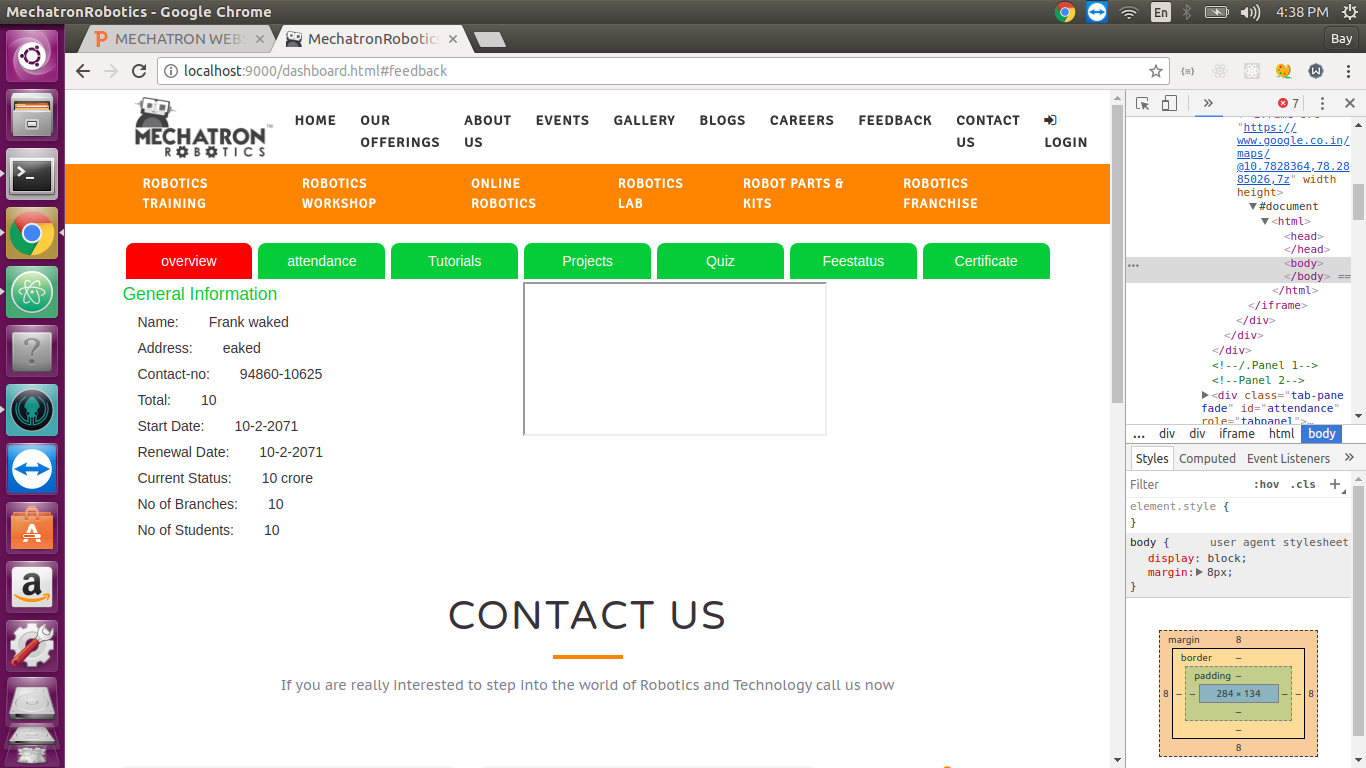 MechatronRobotics - Google Chrome
En
4:38 PM
MECHATRON WEBS
MechatronRobotics
Bay
localhost:9000/dashboard.html#feedback
MECHATRON™
ROBOTICS
HOME
OUR
OFFERINGS
ABOUT
US
EVENTS
GALLERY
BLOGS
CAREERS
FEEDBACK
CONTACT
US
LOGIN
ROBOTICS
TRAINING
ROBOTICS
WORKSHOP
ONLINE
ROBOTICS
ROBOTICS
LAB
ROBOT PARTS &
KITS
ROBOTICS
FRANCHISE
overview
attendance
Tutorials
Projects
Quiz
Feestatus
Certificate
General Information
Name: Frank waked
Address: eaked
Contact-no: 94860-10625
Total: 10
Start Date: 10-2-2071
Renewal Date: 10-2-2071
Current Status: 10 crore
No of Branches: 10
No of Students: 10
CONTACT US
If you are really interested to step into the world of Robotics and Technology call us now
» 7
"https://
www.google.co.in/
maps/
@10.7828364,78.28
85026,7z" width
height>
▼#document
▼<html>
<head>
</head>
<body>
</body> ==
</html>
</iframe>
</div>
</div>
</div>
<!--/.Panel 1-->
<!--Panel 2-->
▶<div class="tab-pane
fade" id="attendance"
role="tabpanel">…
… div div iframe html body
Styles Computed Event Listeners »
Filter :hov .cls +
element.style {
}
body { user agent stylesheet
display: block;
margin:▶ 8px;
}
margin 8
border –
padding –
8 – – 284 × 134 – – 8
–
–
8